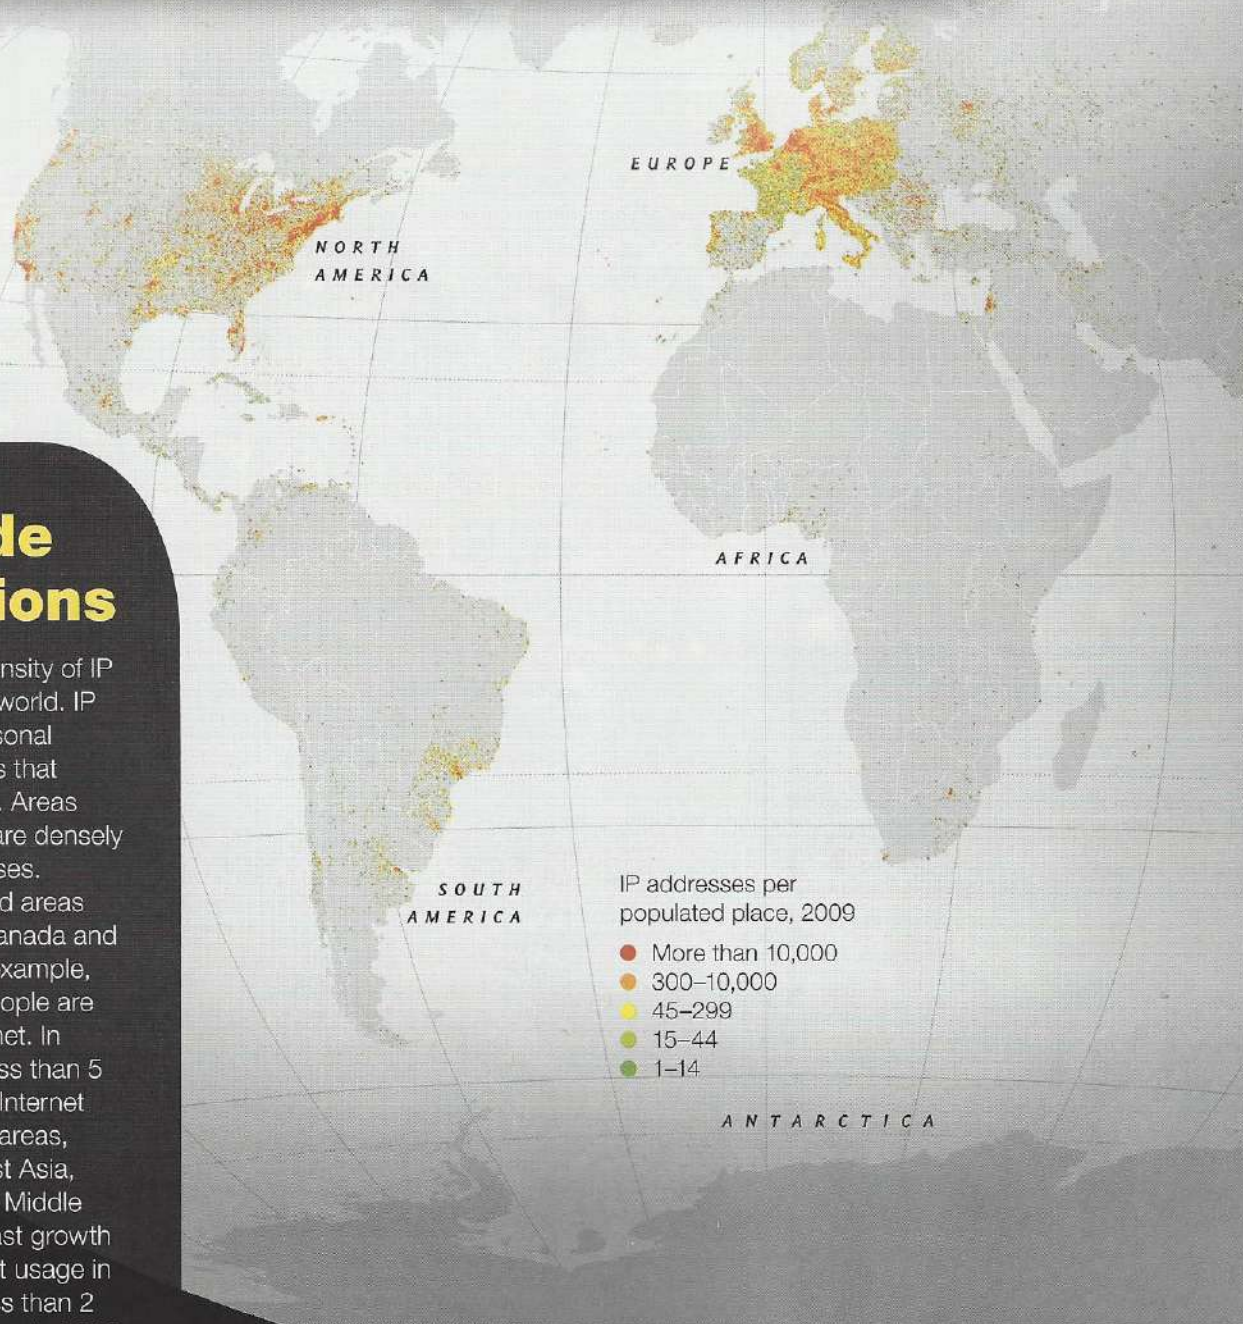 EUROPE
NORTH
AMERICA
AFRICA
SOUTH
AMERICA
ANTARCTICA
IP addresses per
populated place, 2009
More than 10,000
300–10,000
45–299
15–44
1–14
de
ions
nsity of IP
world. IP
sonal
s that
. Areas
are densely
ses.
d areas
anada and
example,
ople are
net. In
ss than 5
Internet
areas,
st Asia,
Middle
ast growth
t usage in
s than 2